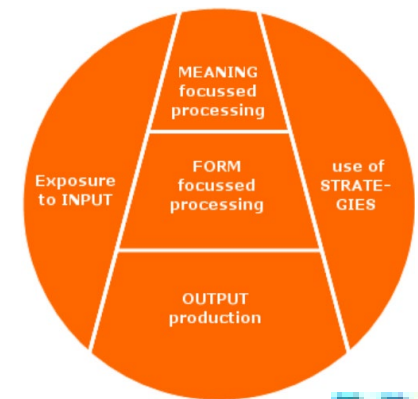 MEANING
focussed
processing
Exposure
to INPUT
FORM
focussed
processing
use of
STRATE-
GIES
OUTPUT
production